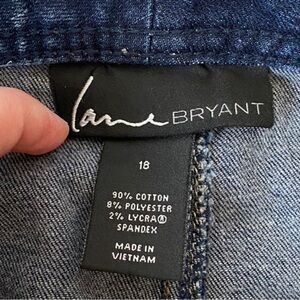 lane BRYANT
18
90% COTTON
8% POLYESTER
2% LYCRA®
SPANDEX
MADE IN
VIETNAM